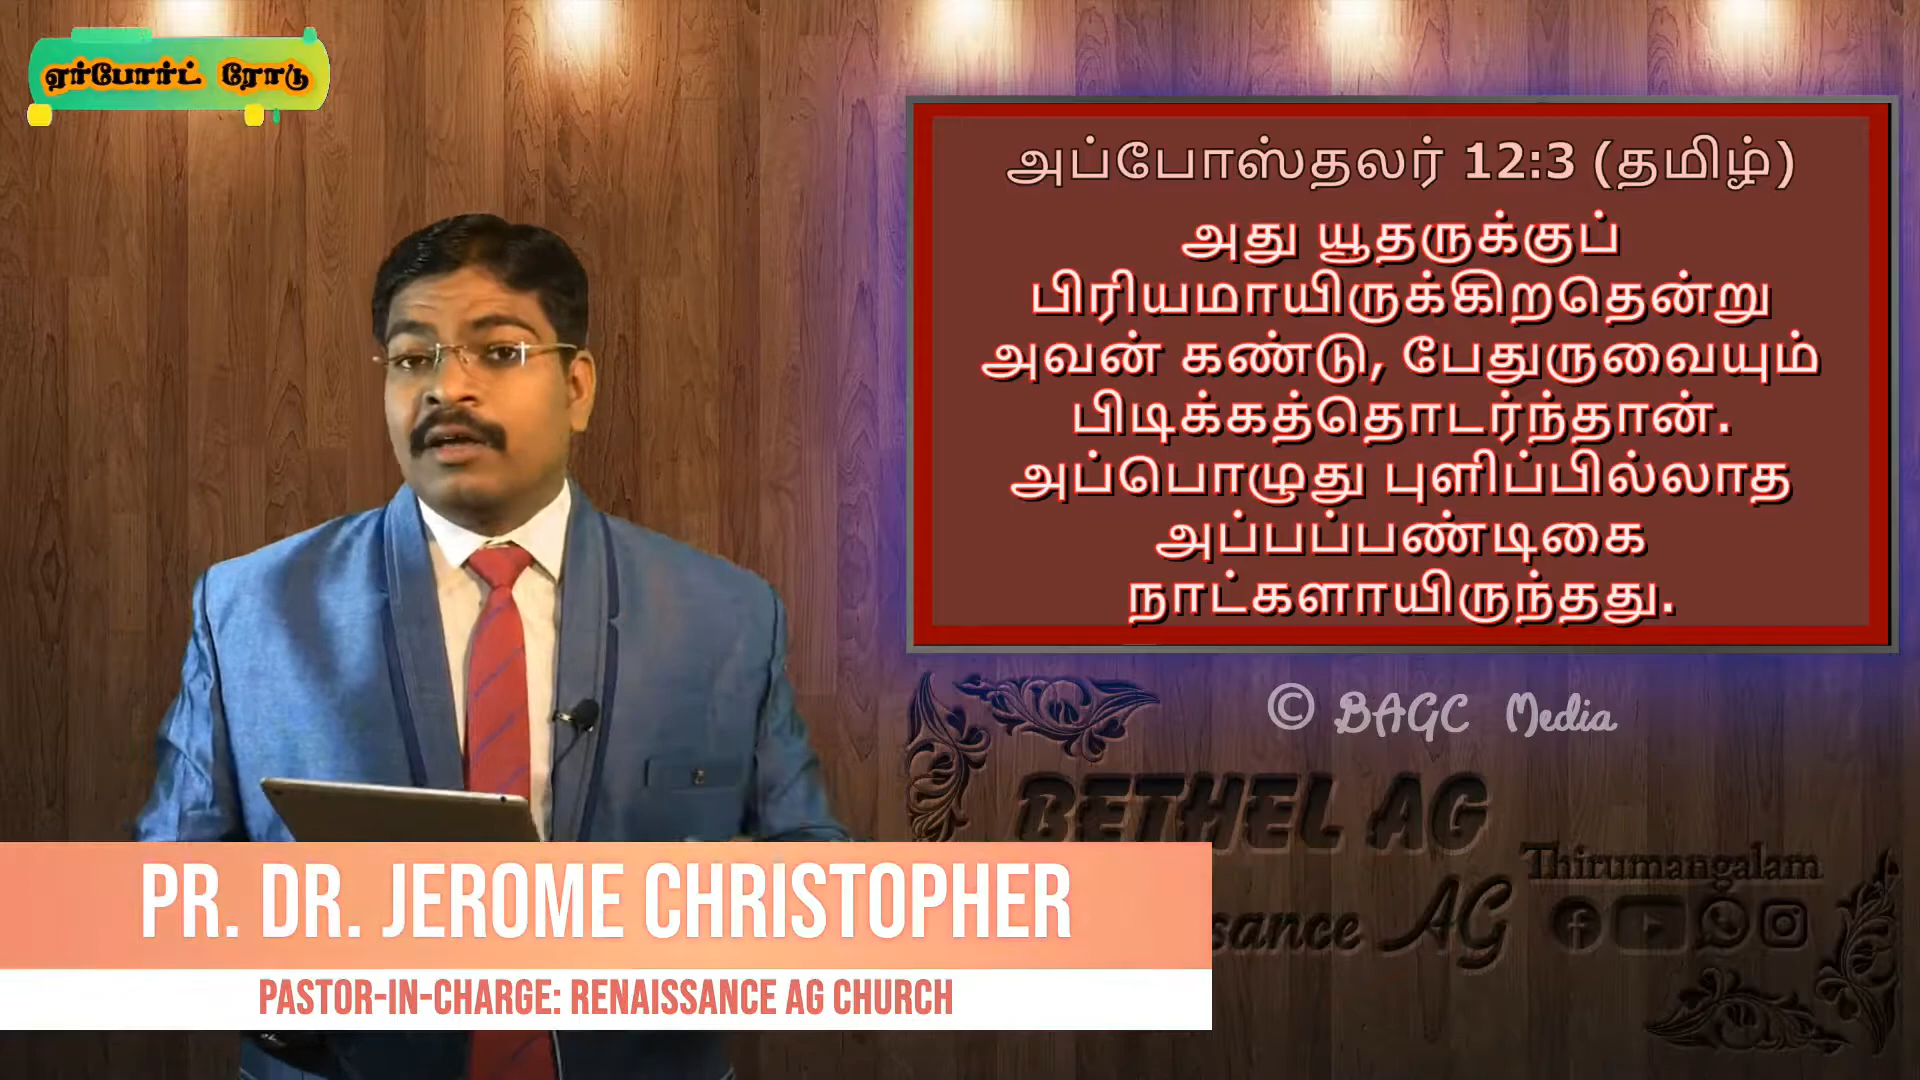 ஏர்போர்ட் ரோடு
அப்போஸ்தலர் 12:3 (தமிழ்)
அது யூதருக்குப்
பிரியமாயிருக்கிறதென்று
அவன் கண்டு, பேதுருவையும்
பிடிக்கத்தொடர்ந்தான்.
அப்பொழுது புளிப்பில்லாத
அப்பப்பண்டிகை
நாட்களாயிருந்தது.
© BAGC Media
BETHEL AG
Thirumangalam
AG
PR. DR. JEROME CHRISTOPHER
PASTOR-IN-CHARGE: RENAISSANCE AG CHURCH